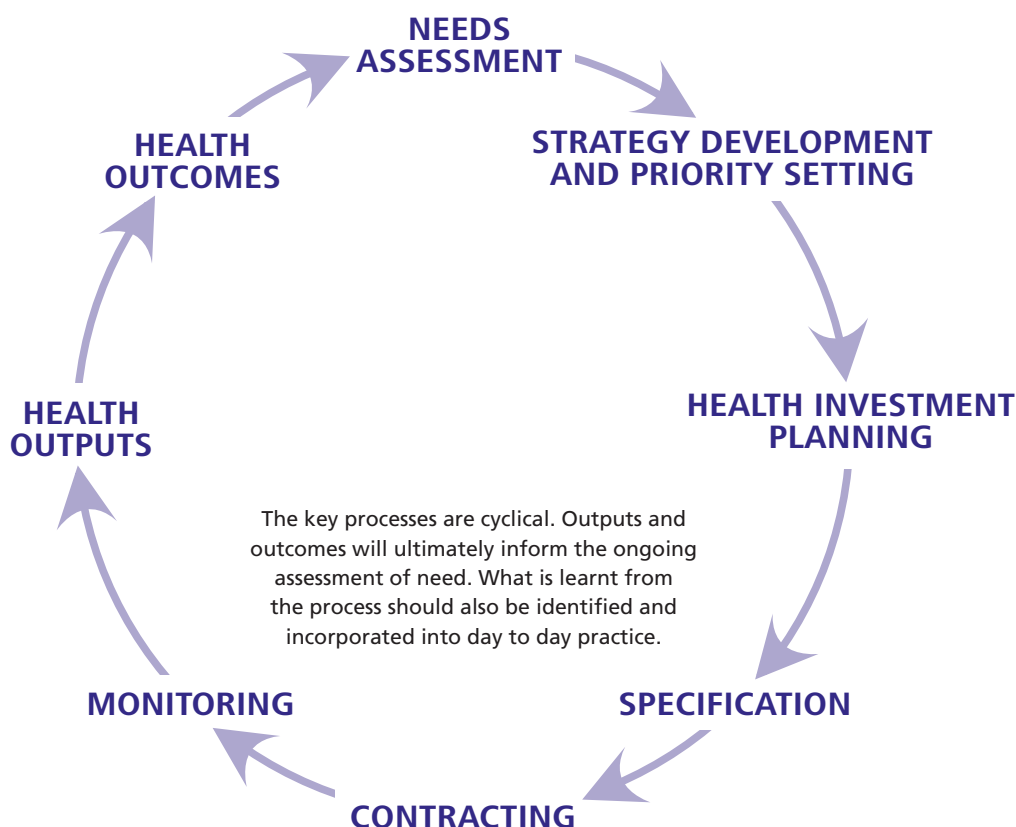 NEEDS
ASSESSMENT
STRATEGY DEVELOPMENT
AND PRIORITY SETTING
HEALTH INVESTMENT
PLANNING
SPECIFICATION
CONTRACTING
MONITORING
HEALTH
OUTPUTS
HEALTH
OUTCOMES
The key processes are cyclical. Outputs and
outcomes will ultimately inform the ongoing
assessment of need. What is learnt from
the process should also be identified and
incorporated into day to day practice.